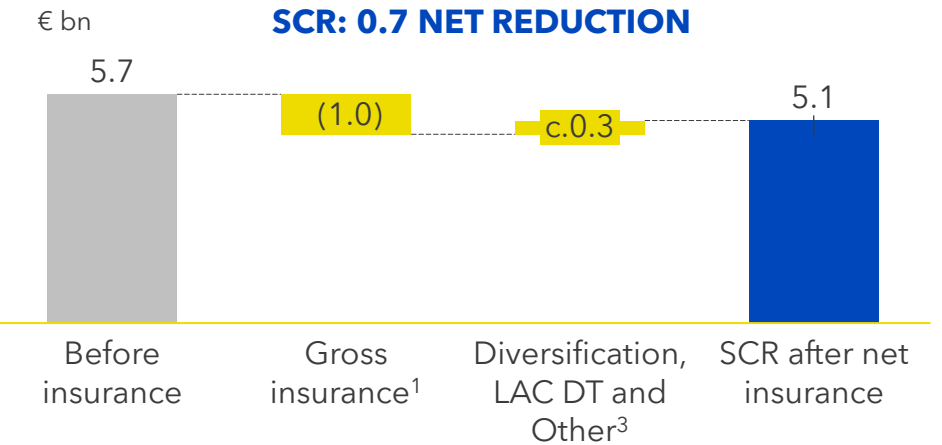 € bn
SCR: 0.7 NET REDUCTION
5.7
(1.0)
c.0.3
5.1
Before
insurance
Gross
insurance¹
Diversification,
LAC DT and
Other³
SCR after net
insurance